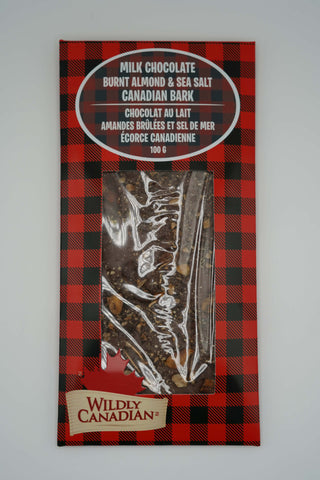 MILK CHOCOLATE
BURNT ALMOND & SEA SALT
CANADIAN BARK
CHOCOLAT AU LAIT
AMANDES BRÛLÉES ET SEL DE MER
ÉCORCE CANADIENNE
100 G
WILDLY
CANADIAN